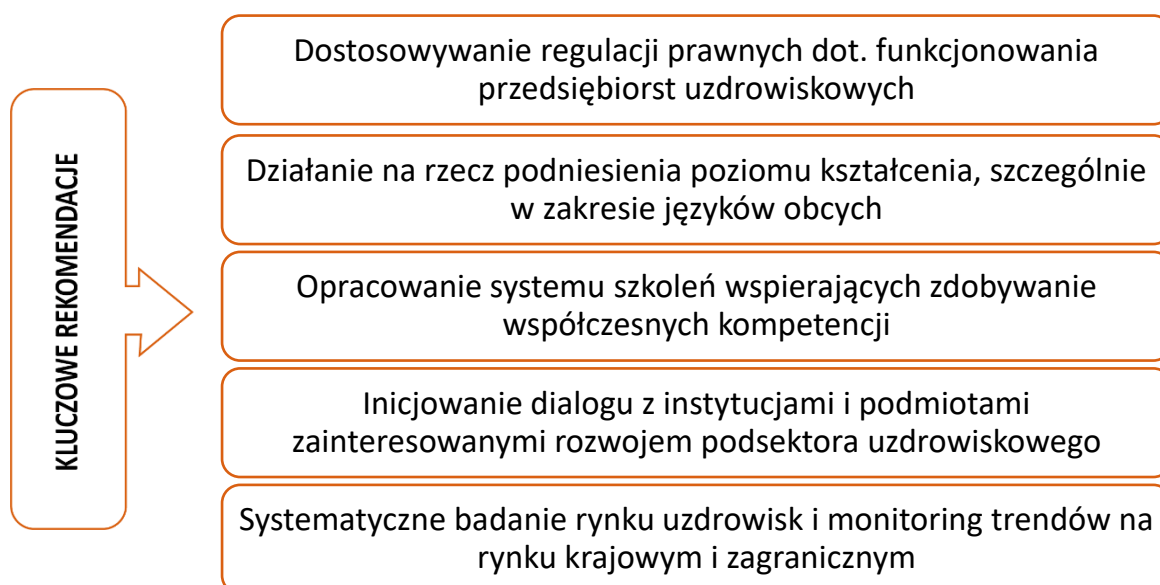 KLUCZOWE REKOMENDACJE
Dostosowywanie regulacji prawnych dot. funkcjonowania
przedsiębiorst uzdrowiskowych
Działanie na rzecz podniesienia poziomu kształcenia, szczególnie
w zakresie języków obcych
Opracowanie systemu szkoleń wspierających zdobywanie
współczesnych kompetencji
Inicjowanie dialogu z instytucjami i podmiotami
zainteresowanymi rozwojem podsektora uzdrowiskowego
Systematyczne badanie rynku uzdrowisk i monitoring trendów na
rynku krajowym i zagranicznym